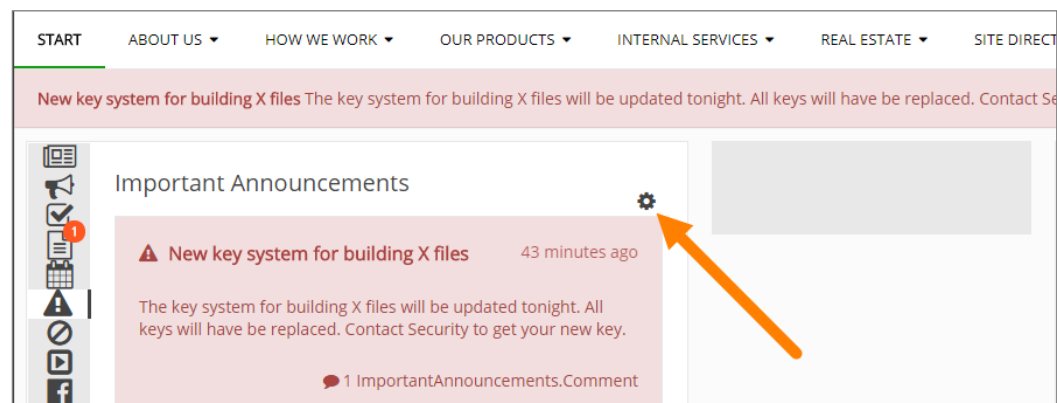 START ABOUT US HOW WE WORK OUR PRODUCTS INTERNAL SERVICES REAL ESTATE SITE DIRECT
New key system for building X files The key system for building X files will be updated tonight. All keys will have be replaced. Contact Se
Important Announcements
1
New key system for building X files 43 minutes ago
The key system for building X files will be updated tonight. All
keys will have be replaced. Contact Security to get your new key.
1 ImportantAnnouncements.Comment